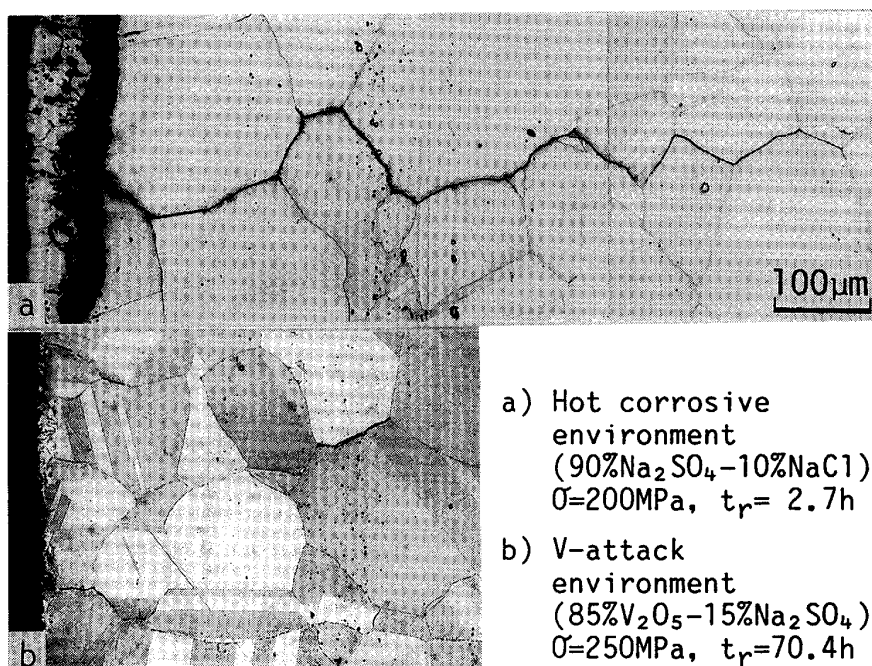 a
100μm
b
a) Hot corrosive
environment
(90%Na₂SO₄-10%NaCl)
σ=200MPa, tᵣ= 2.7h
b) V-attack
environment
(85%V₂O₅-15%Na₂SO₄)
σ=250MPa, tᵣ=70.4h